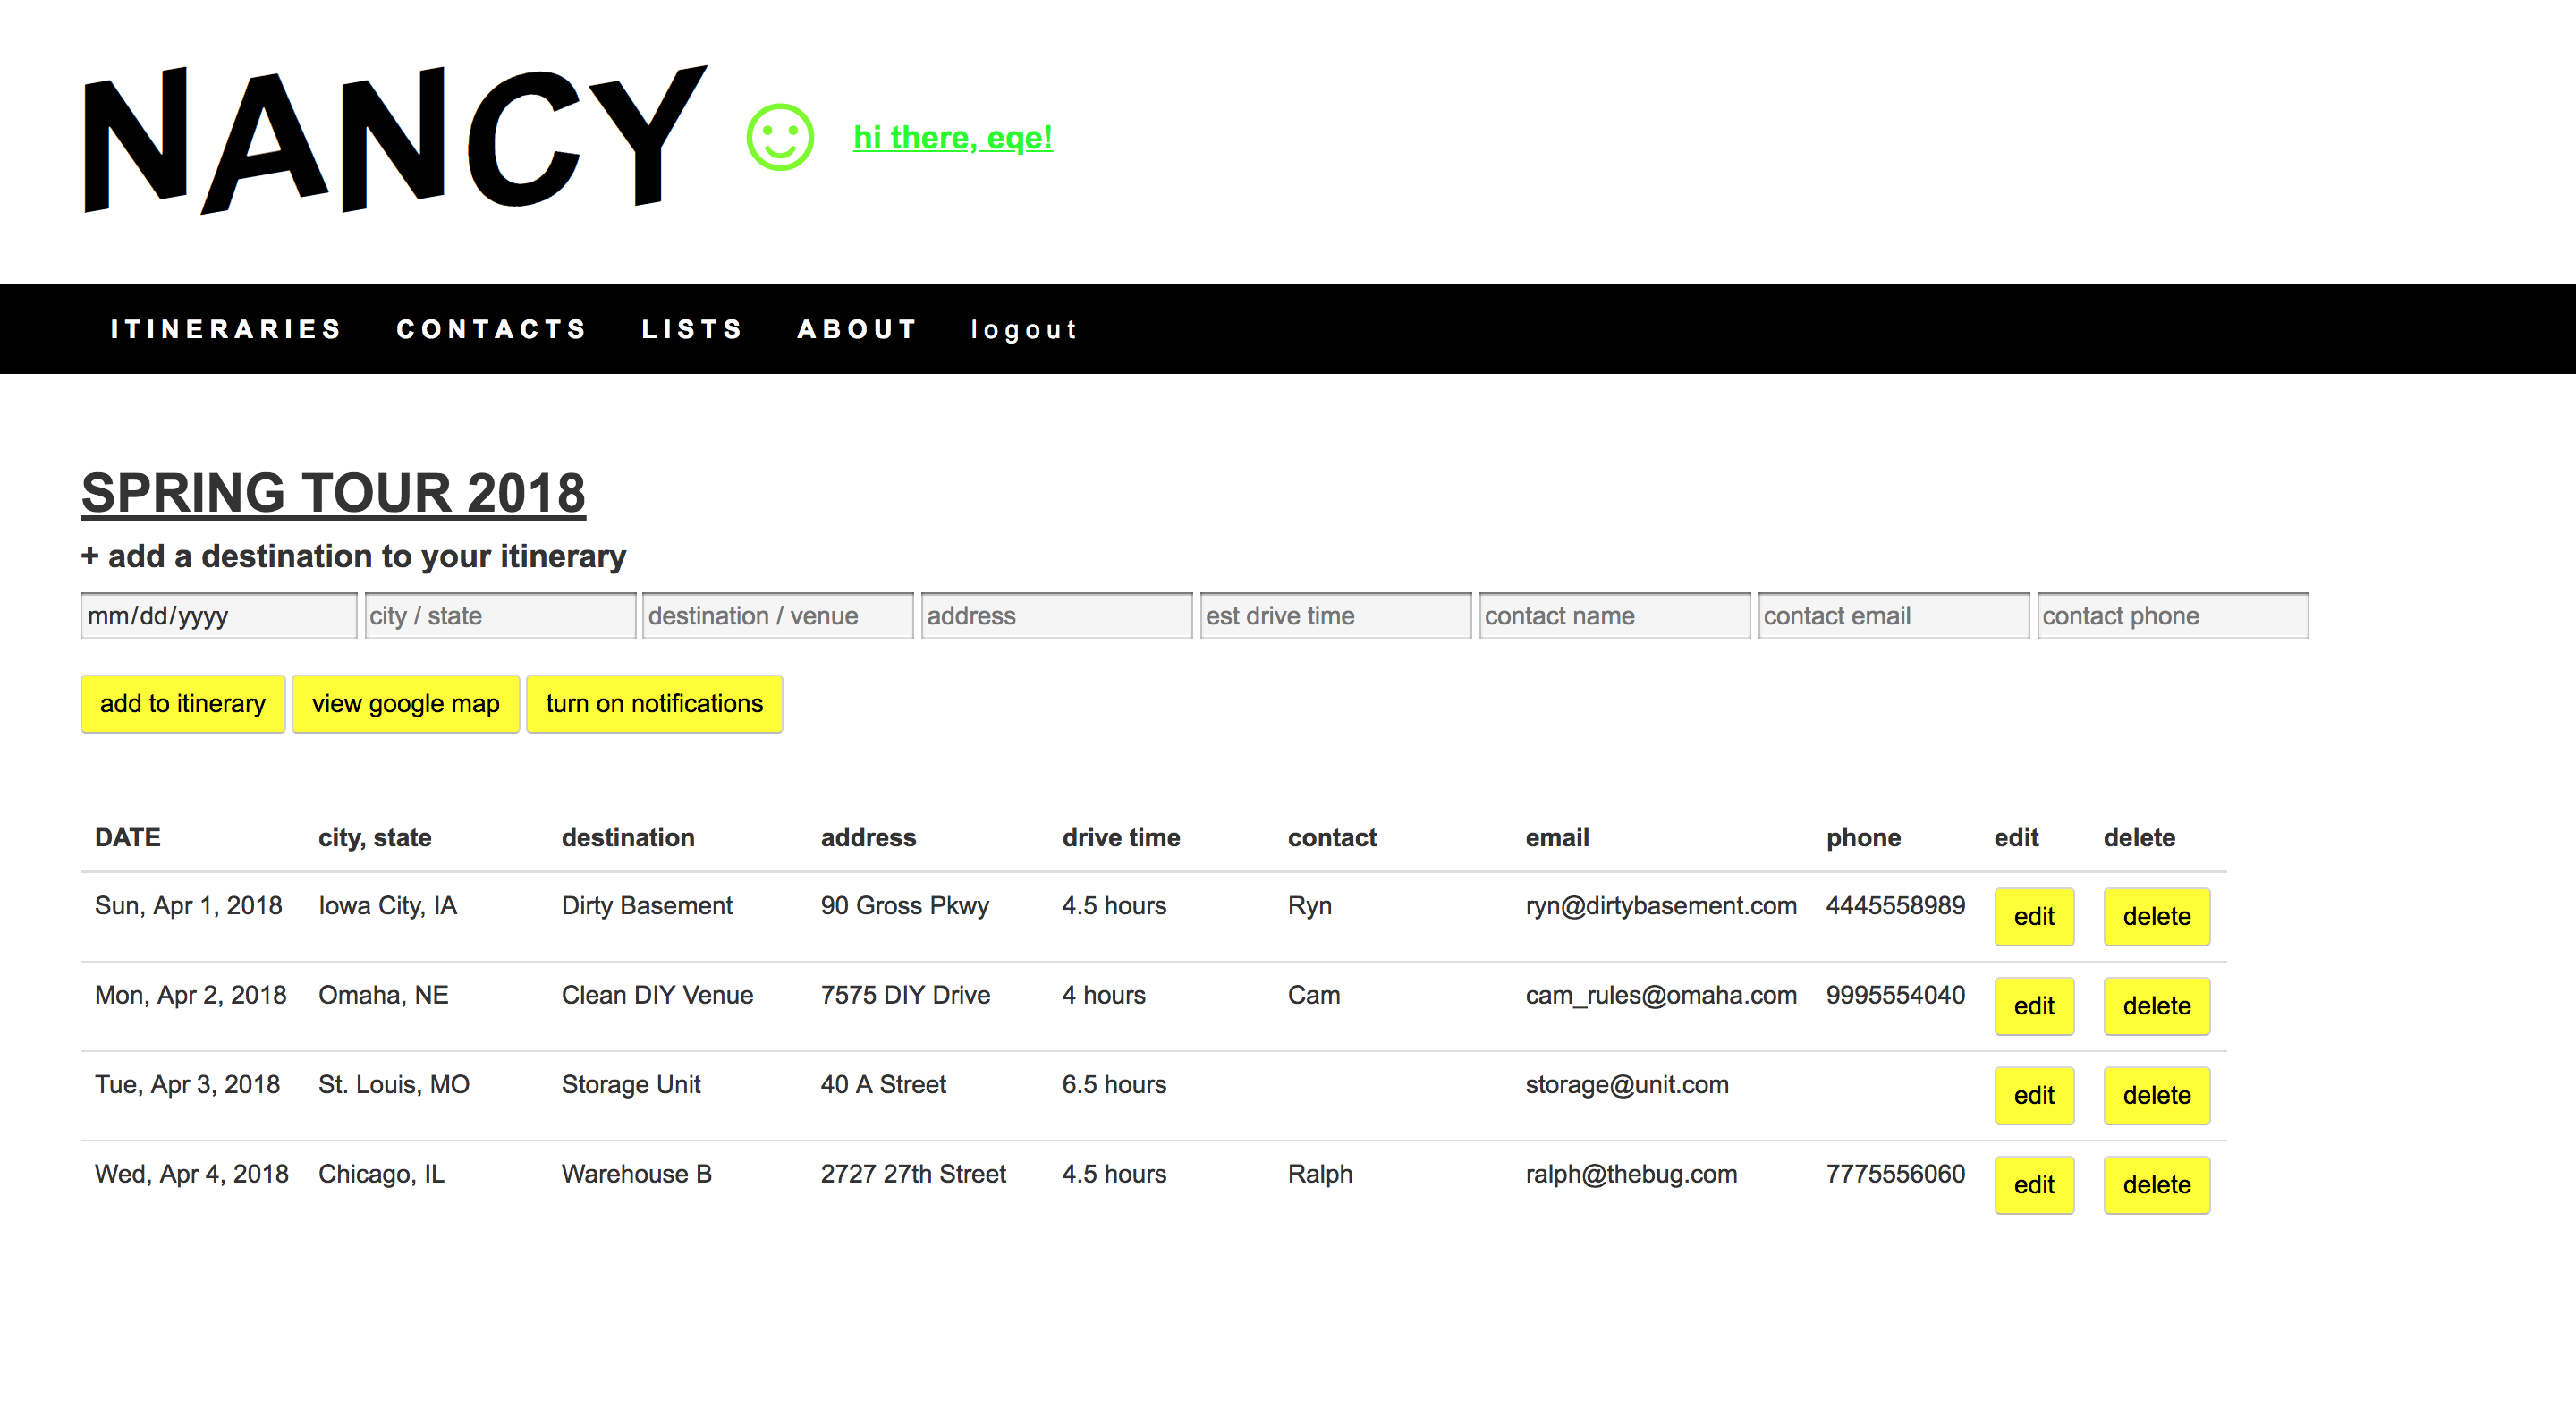 NANCY hi there, eqe!
ITINERARIES CONTACTS LISTS ABOUT logout
SPRING TOUR 2018
+ add a destination to your itinerary
mm/dd/yyyy city / state destination / venue address est drive time contact name contact email contact phone
add to itinerary view google map turn on notifications
DATE city, state destination address drive time contact email phone edit delete
Sun, Apr 1, 2018 Iowa City, IA Dirty Basement 90 Gross Pkwy 4.5 hours Ryn ryn@dirtybasement.com 4445558989 edit delete
Mon, Apr 2, 2018 Omaha, NE Clean DIY Venue 7575 DIY Drive 4 hours Cam cam_rules@omaha.com 9995554040 edit delete
Tue, Apr 3, 2018 St. Louis, MO Storage Unit 40 A Street 6.5 hours storage@unit.com edit delete
Wed, Apr 4, 2018 Chicago, IL Warehouse B 2727 27th Street 4.5 hours Ralph ralph@thebug.com 7775556060 edit delete